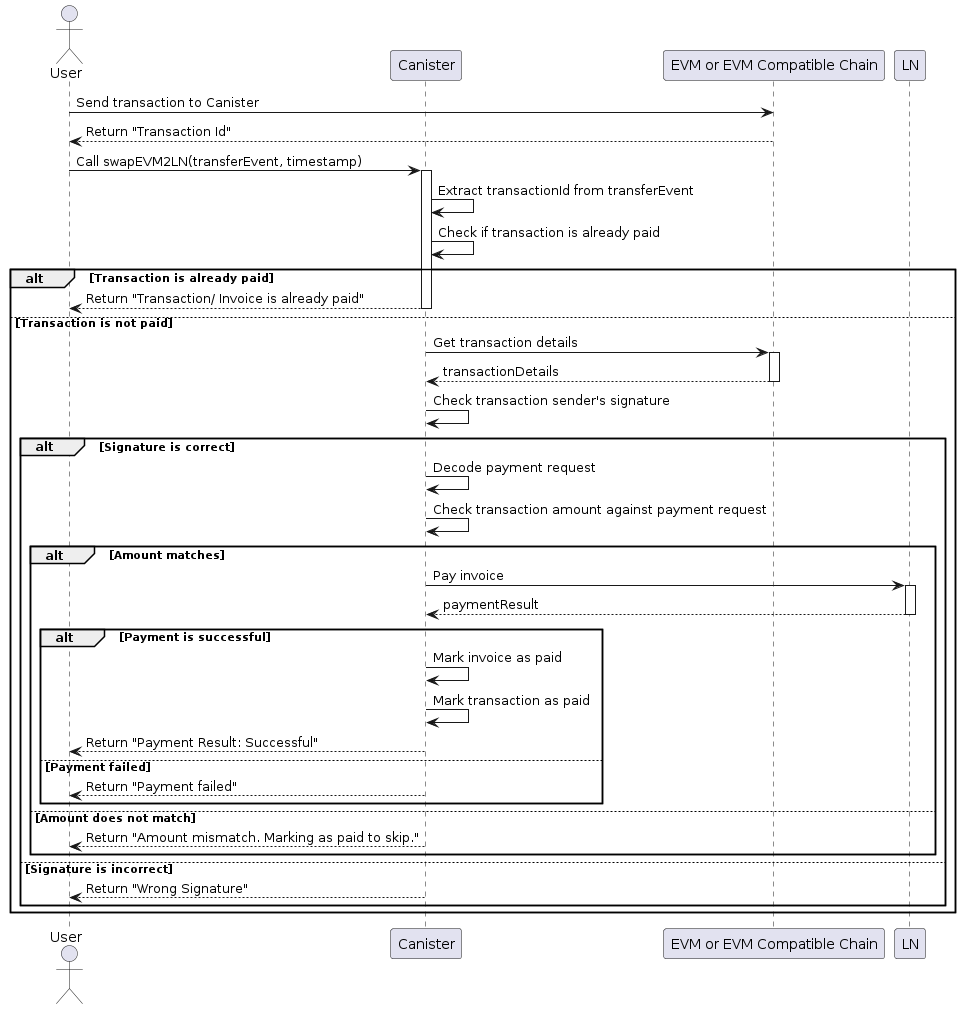 User
Canister
EVM or EVM Compatible Chain
LN
Send transaction to Canister
Return "Transaction Id"
Call swapEVM2LN(transferEvent, timestamp)
Extract transactionId from transferEvent
Check if transaction is already paid
alt
[Transaction is already paid]
Return "Transaction/ Invoice is already paid"
[Transaction is not paid]
Get transaction details
transactionDetails
Check transaction sender's signature
alt
[Signature is correct]
Decode payment request
Check transaction amount against payment request
alt
[Amount matches]
Pay invoice
paymentResult
alt
[Payment is successful]
Mark invoice as paid
Mark transaction as paid
Return "Payment Result: Successful"
[Payment failed]
Return "Payment failed"
[Amount does not match]
Return "Amount mismatch. Marking as paid to skip."
[Signature is incorrect]
Return "Wrong Signature"
User
Canister
EVM or EVM Compatible Chain
LN